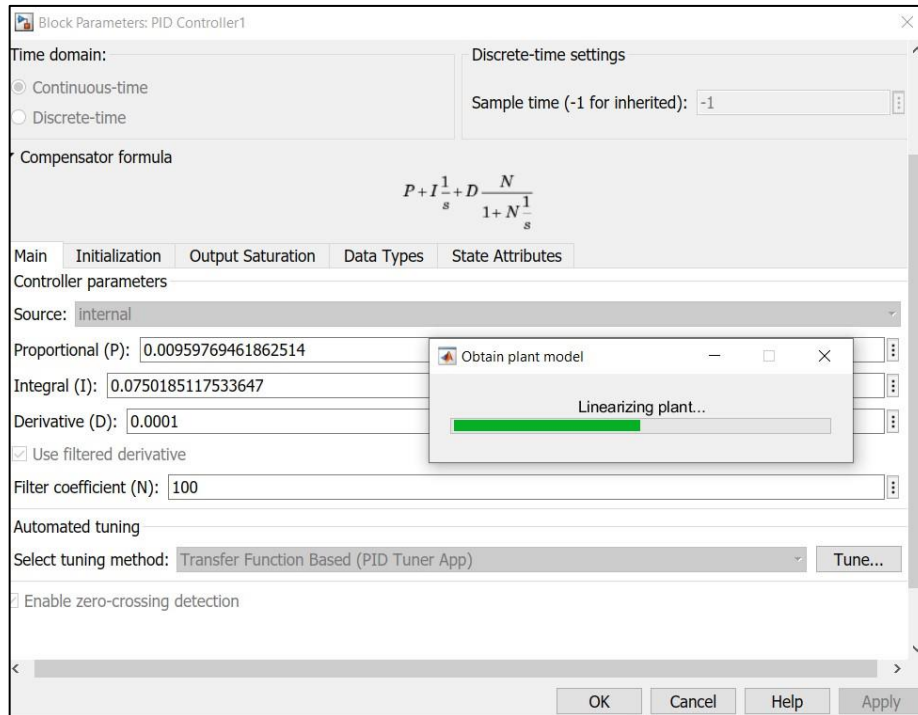 Block Parameters: PID Controller1
Time domain:
Continuous-time
Discrete-time
Discrete-time settings
Sample time (-1 for inherited): -1
Compensator formula
P+I 1/s +D N/(1+N 1/s)
Main Initialization Output Saturation Data Types State Attributes
Controller parameters
Source: internal
Proportional (P): 0.00959769461862514
Integral (I): 0.0750185117533647
Derivative (D): 0.0001
Obtain plant model
Linearizing plant...
Use filtered derivative
Filter coefficient (N): 100
Automated tuning
Select tuning method: Transfer Function Based (PID Tuner App) Tune...
Enable zero-crossing detection
OK Cancel Help Apply